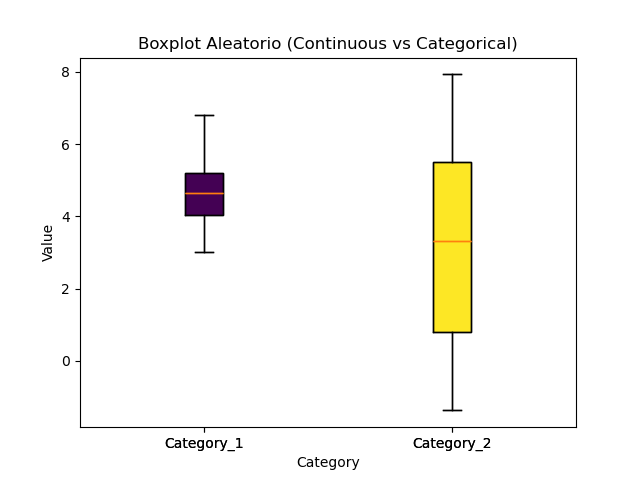 Boxplot Aleatorio (Continuous vs Categorical)
Value
8
6
4
2
0
Category_1
Category_2
Category